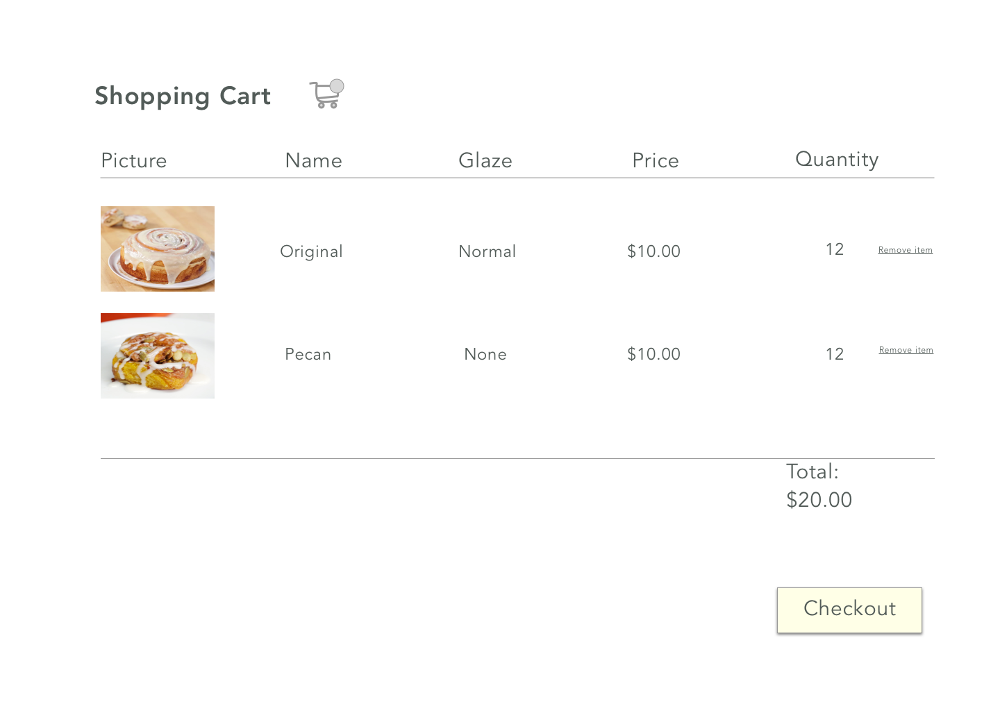 Shopping Cart
Picture Name Glaze Price Quantity
Original Normal $10.00 12 Remove item
Pecan None $10.00 12 Remove item
Total:
$20.00
Checkout